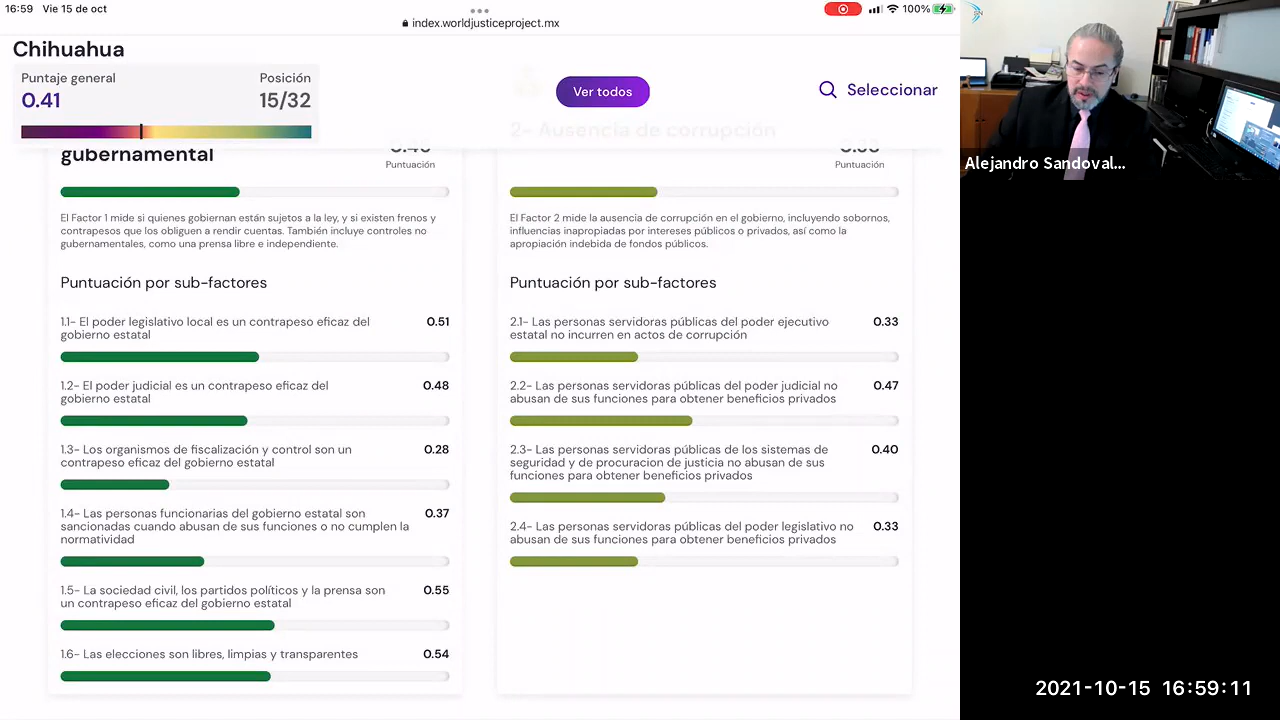 16:59 Vie 15 de oct
100%
index.worldjusticeproject.mx
Chihuahua
Puntaje general
Posición
0.41
15/32
Ver todos
Seleccionar
2- Ausencia de corrupción
gubernamental
Puntuación
Puntuación
El Factor 1 mide si quienes gobiernan están sujetos a la ley, y si existen frenos y
contrapesos que los obliguen a rendir cuentas. También incluye controles no
gubernamentales, como una prensa libre e independiente.
Puntuación por sub-factores
1.1- El poder legislativo local es un contrapeso eficaz del
gobierno estatal
0.51
1.2- El poder judicial es un contrapeso eficaz del
gobierno estatal
0.48
1.3- Los organismos de fiscalización y control son un
contrapeso eficaz del gobierno estatal
0.28
1.4- Las personas funcionarias del gobierno estatal son
sancionadas cuando abusan de sus funciones o no cumplen la
normatividad
0.37
1.5- La sociedad civil, los partidos políticos y la prensa son
un contrapeso eficaz del gobierno estatal
0.55
1.6- Las elecciones son libres, limpias y transparentes
0.54
El Factor 2 mide la ausencia de corrupción en el gobierno, incluyendo sobornos,
influencias inapropiadas por intereses públicos o privados, así como la
apropiación indebida de fondos públicos.
Puntuación por sub-factores
2.1- Las personas servidoras públicas del poder ejecutivo
estatal no incurren en actos de corrupción
0.33
2.2- Las personas servidoras públicas del poder judicial no
abusan de sus funciones para obtener beneficios privados
0.47
2.3- Las personas servidoras públicas de los sistemas de
seguridad y de procuracion de justicia no abusan de sus
funciones para obtener beneficios privados
0.40
2.4- Las personas servidoras públicas del poder legislativo no
abusan de sus funciones para obtener beneficios privados
0.33
Alejandro Sandoval...
2021-10-15 16:59:11